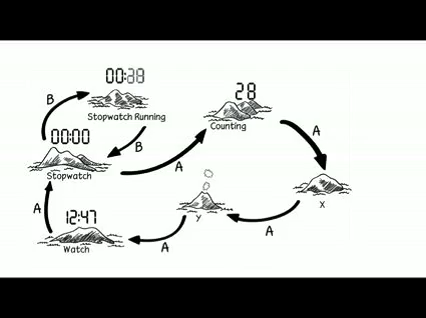 00:38
B
Stopwatch Running
28
Counting
A
B
00:00
Stopwatch
A
X
A
12:47
Watch
Y
A
A